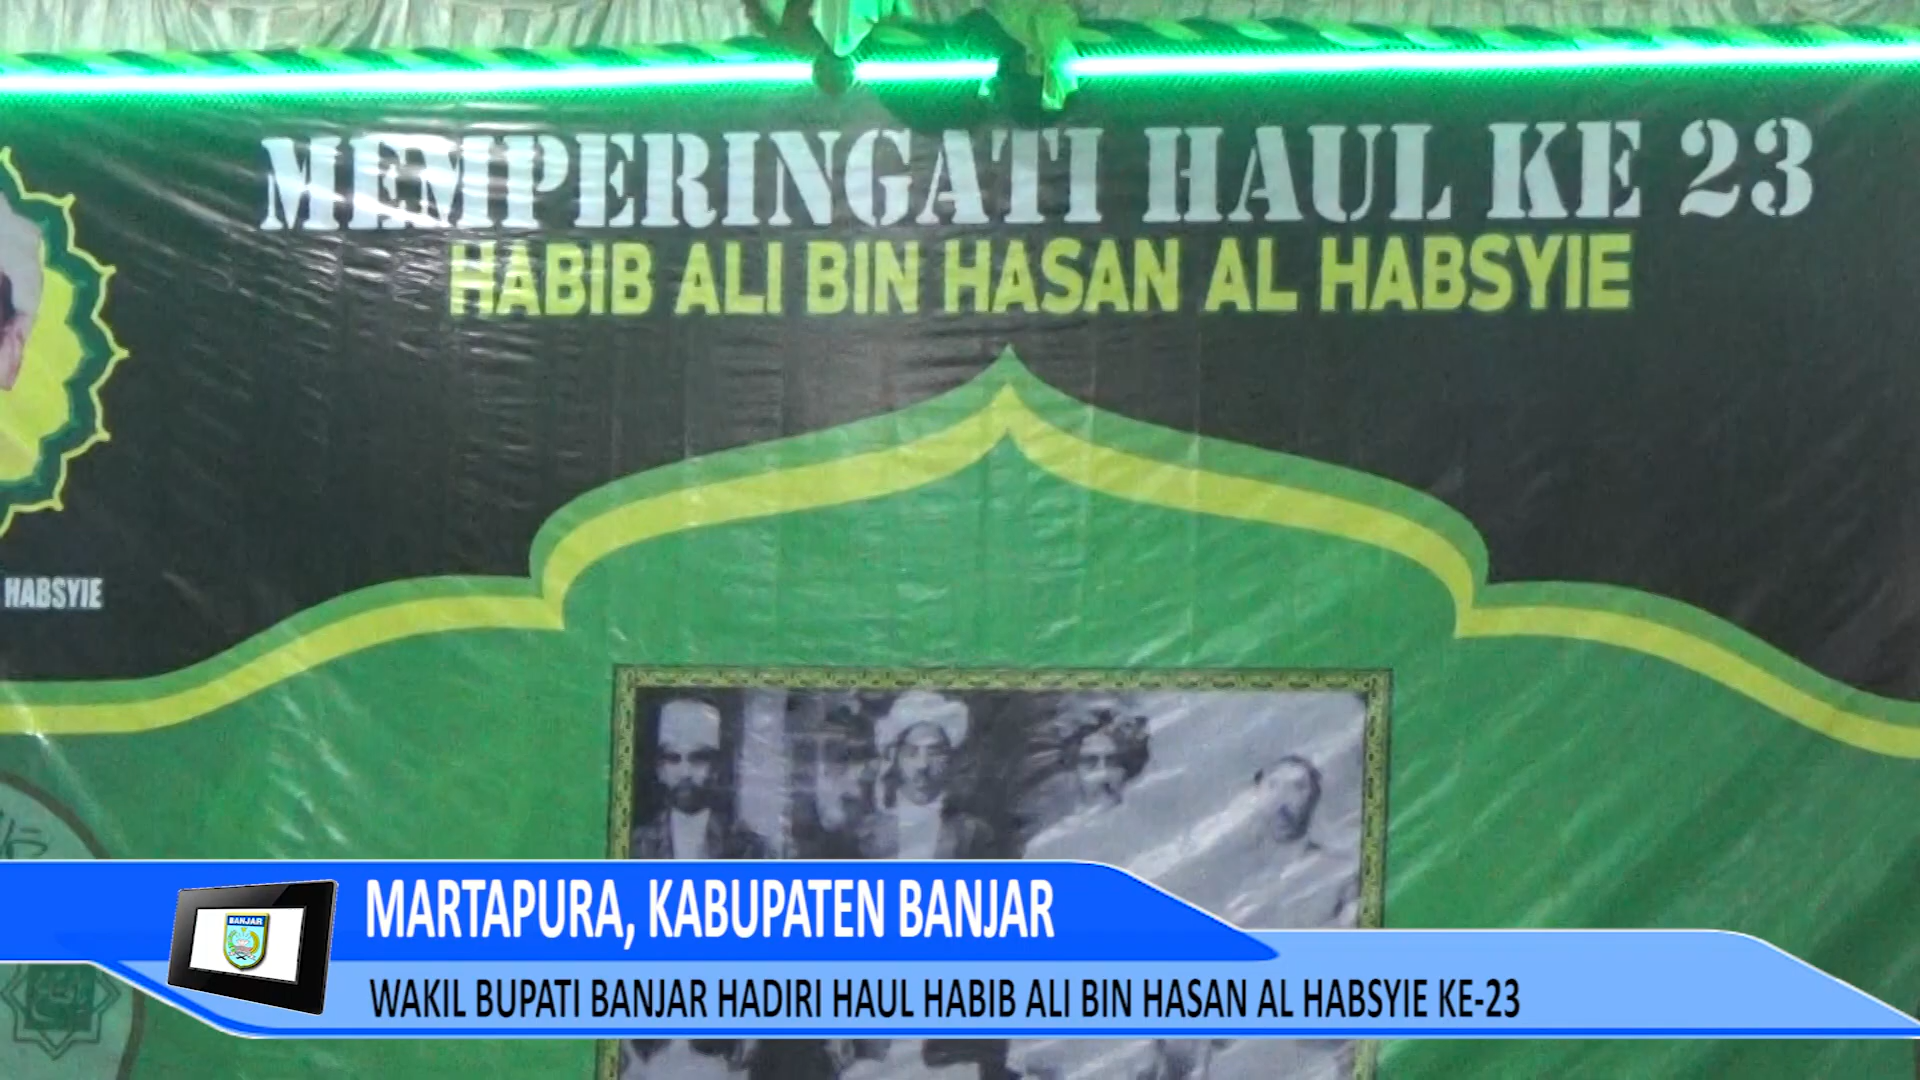 MEMPERINGATI HAUL KE 23
HABIB ALI BIN HASAN AL HABSYIE
HABSYIE
BANJAR
MARTAPURA, KABUPATEN BANJAR
WAKIL BUPATI BANJAR HADIRI HAUL HABIB ALI BIN HASAN AL HABSYIE KE-23